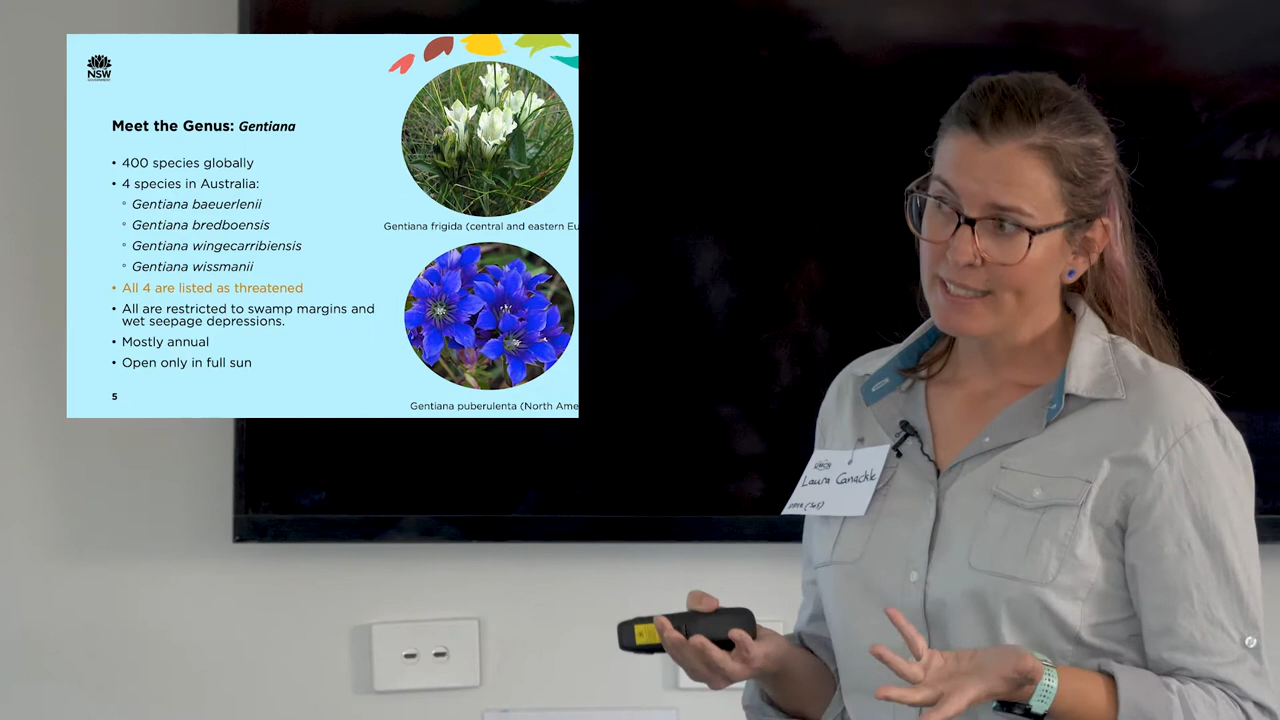 NSW
GOVERNMENT
Meet the Genus: Gentiana
• 400 species globally
• 4 species in Australia:
◦ Gentiana baeuerlenii
◦ Gentiana bredboensis
◦ Gentiana wingecarribiensis
◦ Gentiana wissmanii
• All 4 are listed as threatened
• All are restricted to swamp margins and
wet seepage depressions.
• Mostly annual
• Open only in full sun
5
Gentiana frigida (central and eastern Eu
Gentiana puberulenta (North Ame
Laura Canackle